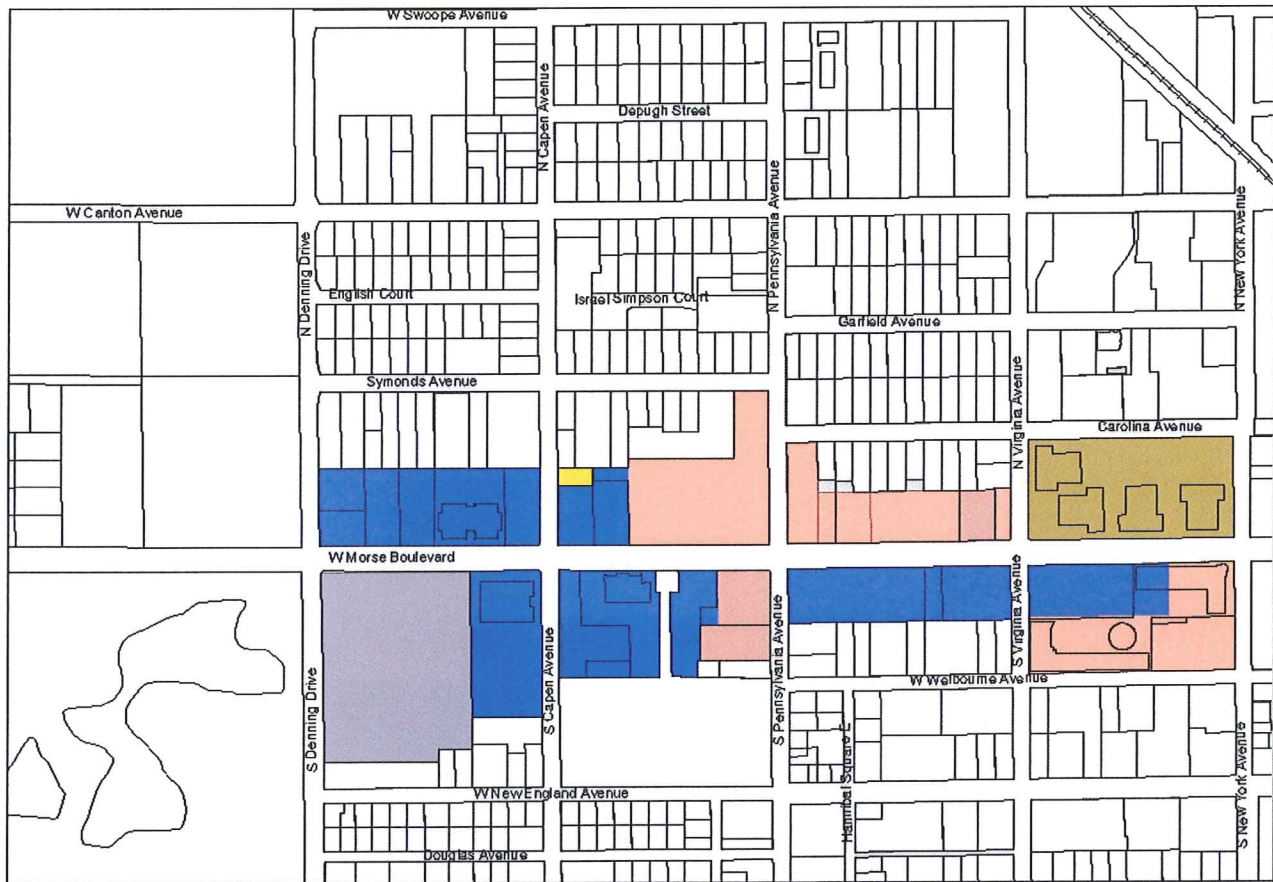 W Swoope Avenue
N Capen Avenue
Depugh Street
N Pennsylvania Avenue
W Canton Avenue
N Denning Drive
English Court
Israel Simpson Court
Garfield Avenue
N New York Avenue
Symonds Avenue
N Virginia Avenue
Carolina Avenue
W Morse Boulevard
S Denning Drive
S Capen Avenue
S Pennsylvania Avenue
S Virginia Avenue
W Welbourne Avenue
Hannibal Square E
S New York Avenue
W New England Avenue
Douglas Avenue